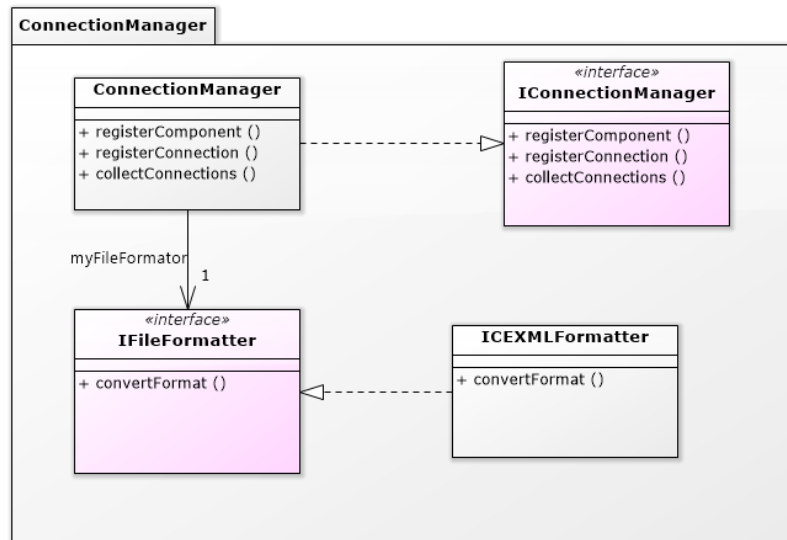 ConnectionManager
ConnectionManager
+ registerComponent ()
+ registerConnection ()
+ collectConnections ()
«interface»
IConnectionManager
+ registerComponent ()
+ registerConnection ()
+ collectConnections ()
myFileFormator
1
«interface»
IFileFormatter
+ convertFormat ()
ICEXMLFormatter
+ convertFormat ()